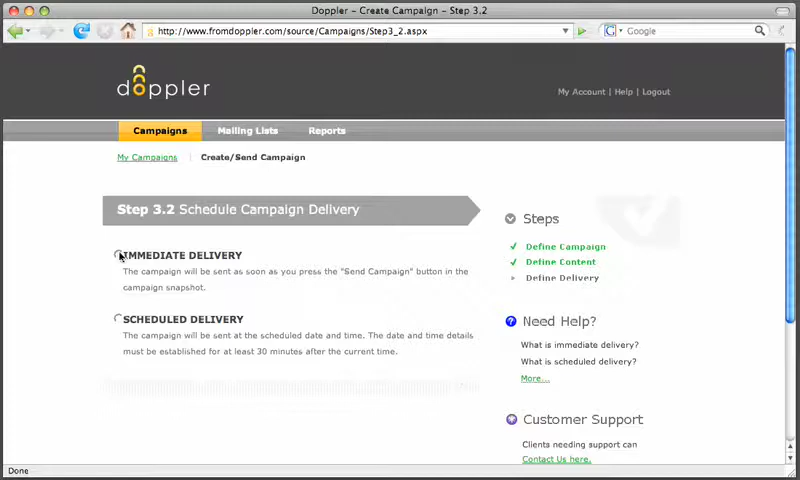 Doppler - Create Campaign - Step 3.2
http://www.fromdoppler.com/source/Campaigns/Step3_2.aspx
Google
doppler
My Account | Help | Logout
Campaigns Mailing Lists Reports
My Campaigns | Create/Send Campaign
Step 3.2 Schedule Campaign Delivery
IMMEDIATE DELIVERY
The campaign will be sent as soon as you press the "Send Campaign" button in the
campaign snapshot.
SCHEDULED DELIVERY
The campaign will be sent at the scheduled date and time. The date and time details
must be established for at least 30 minutes after the current time.
Steps
Define Campaign
Define Content
Define Delivery
Need Help?
What is immediate delivery?
What is scheduled delivery?
More...
Customer Support
Clients needing support can
Contact Us here.
Done